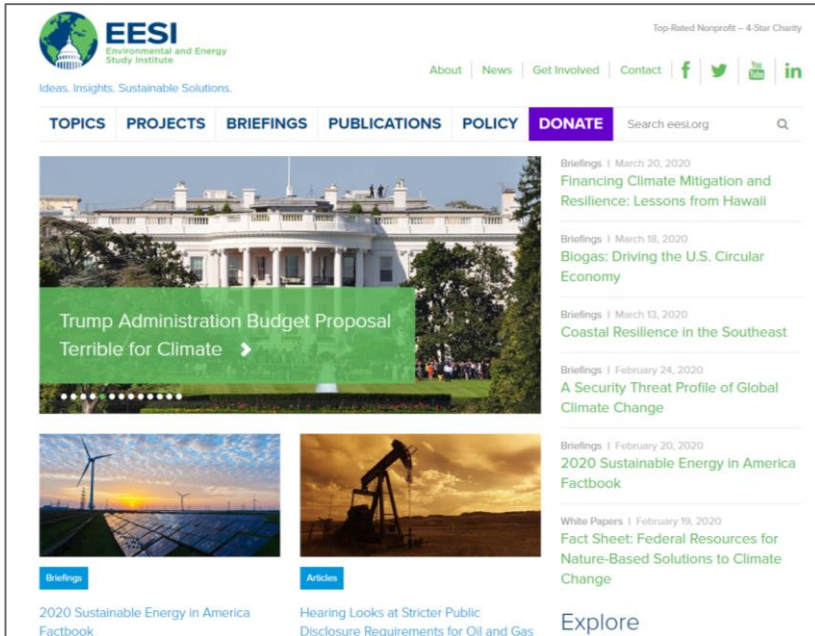 EESI
Environmental and Energy
Study Institute
Ideas. Insights. Sustainable Solutions.
Top-Rated Nonprofit – 4-Star Charity
About
News
Get Involved
Contact
f
You
Tube
in
TOPICS
PROJECTS
BRIEFINGS
PUBLICATIONS
POLICY
DONATE
Search eesi.org
Trump Administration Budget Proposal
Terrible for Climate
Briefings
2020 Sustainable Energy in America
Factbook
Articles
Hearing Looks at Stricter Public
Disclosure Requirements for Oil and Gas
Briefings | March 20, 2020
Financing Climate Mitigation and
Resilience: Lessons from Hawaii
Briefings | March 18, 2020
Biogas: Driving the U.S. Circular
Economy
Briefings | March 13, 2020
Coastal Resilience in the Southeast
Briefings | February 24, 2020
A Security Threat Profile of Global
Climate Change
Briefings | February 20, 2020
2020 Sustainable Energy in America
Factbook
White Papers | February 19, 2020
Fact Sheet: Federal Resources for
Nature-Based Solutions to Climate
Change
Explore